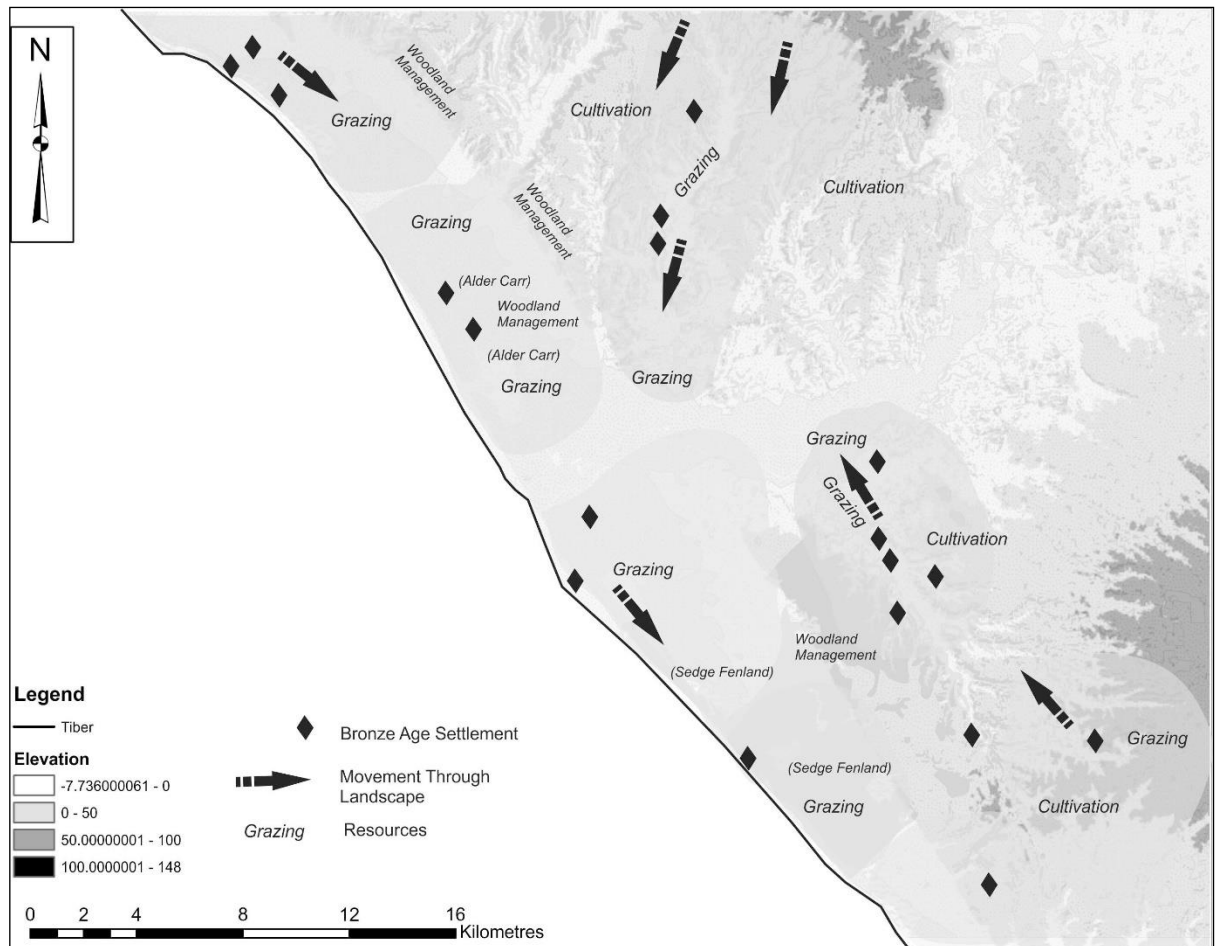 N
Woodland
Management
Grazing
Cultivation
Grazing
Cultivation
Woodland
Management
Grazing
(Alder Carr)
Woodland
Management
(Alder Carr)
Grazing
Grazing
Grazing
Grazing
Cultivation
Grazing
Woodland
Management
(Sedge Fenland)
Grazing
(Sedge Fenland)
Grazing
Cultivation
Legend
Tiber
Elevation
-7.736000061 - 0
0 - 50
50.00000001 - 100
100.0000001 - 148
Bronze Age Settlement
Movement Through
Landscape
Grazing Resources
0 2 4 8 12 16
Kilometres